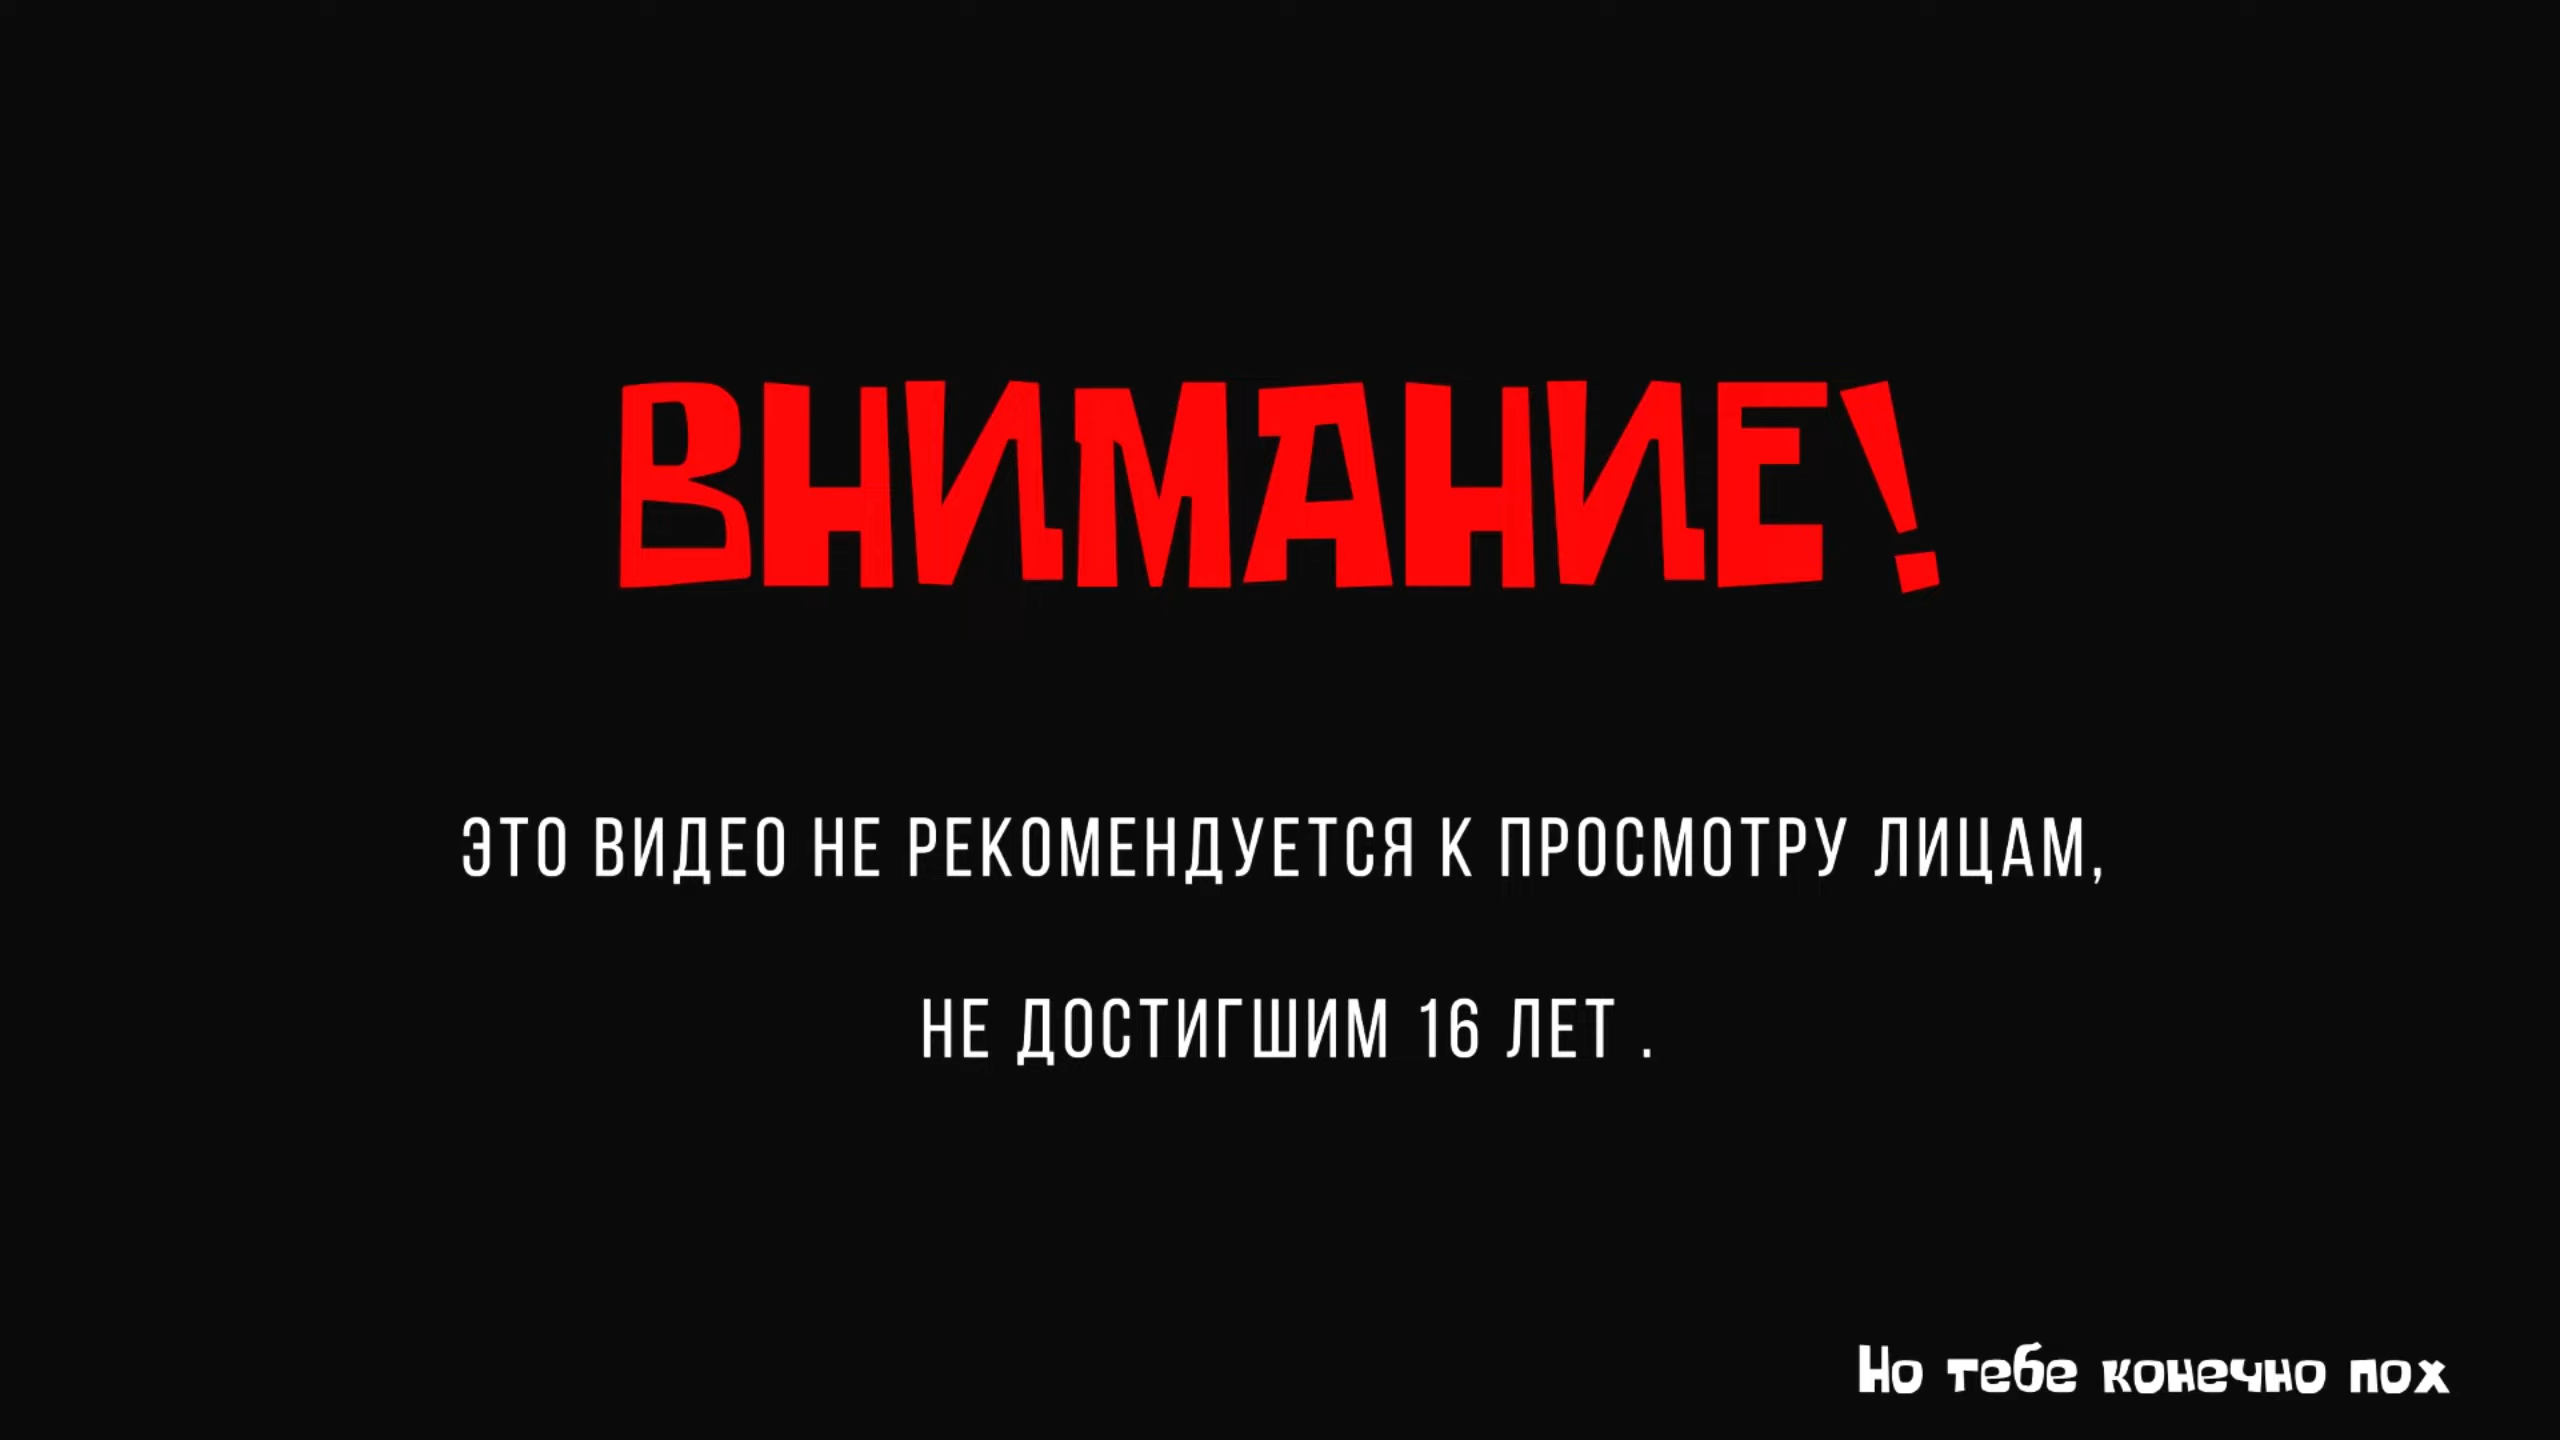 ВНИМАНИЕ!
ЭТО ВИДЕО НЕ РЕКОМЕНДУЕТСЯ К ПРОСМОТРУ ЛИЦАМ,
НЕ ДОСТИГШИМ 16 ЛЕТ .
Но тебе конечно пох